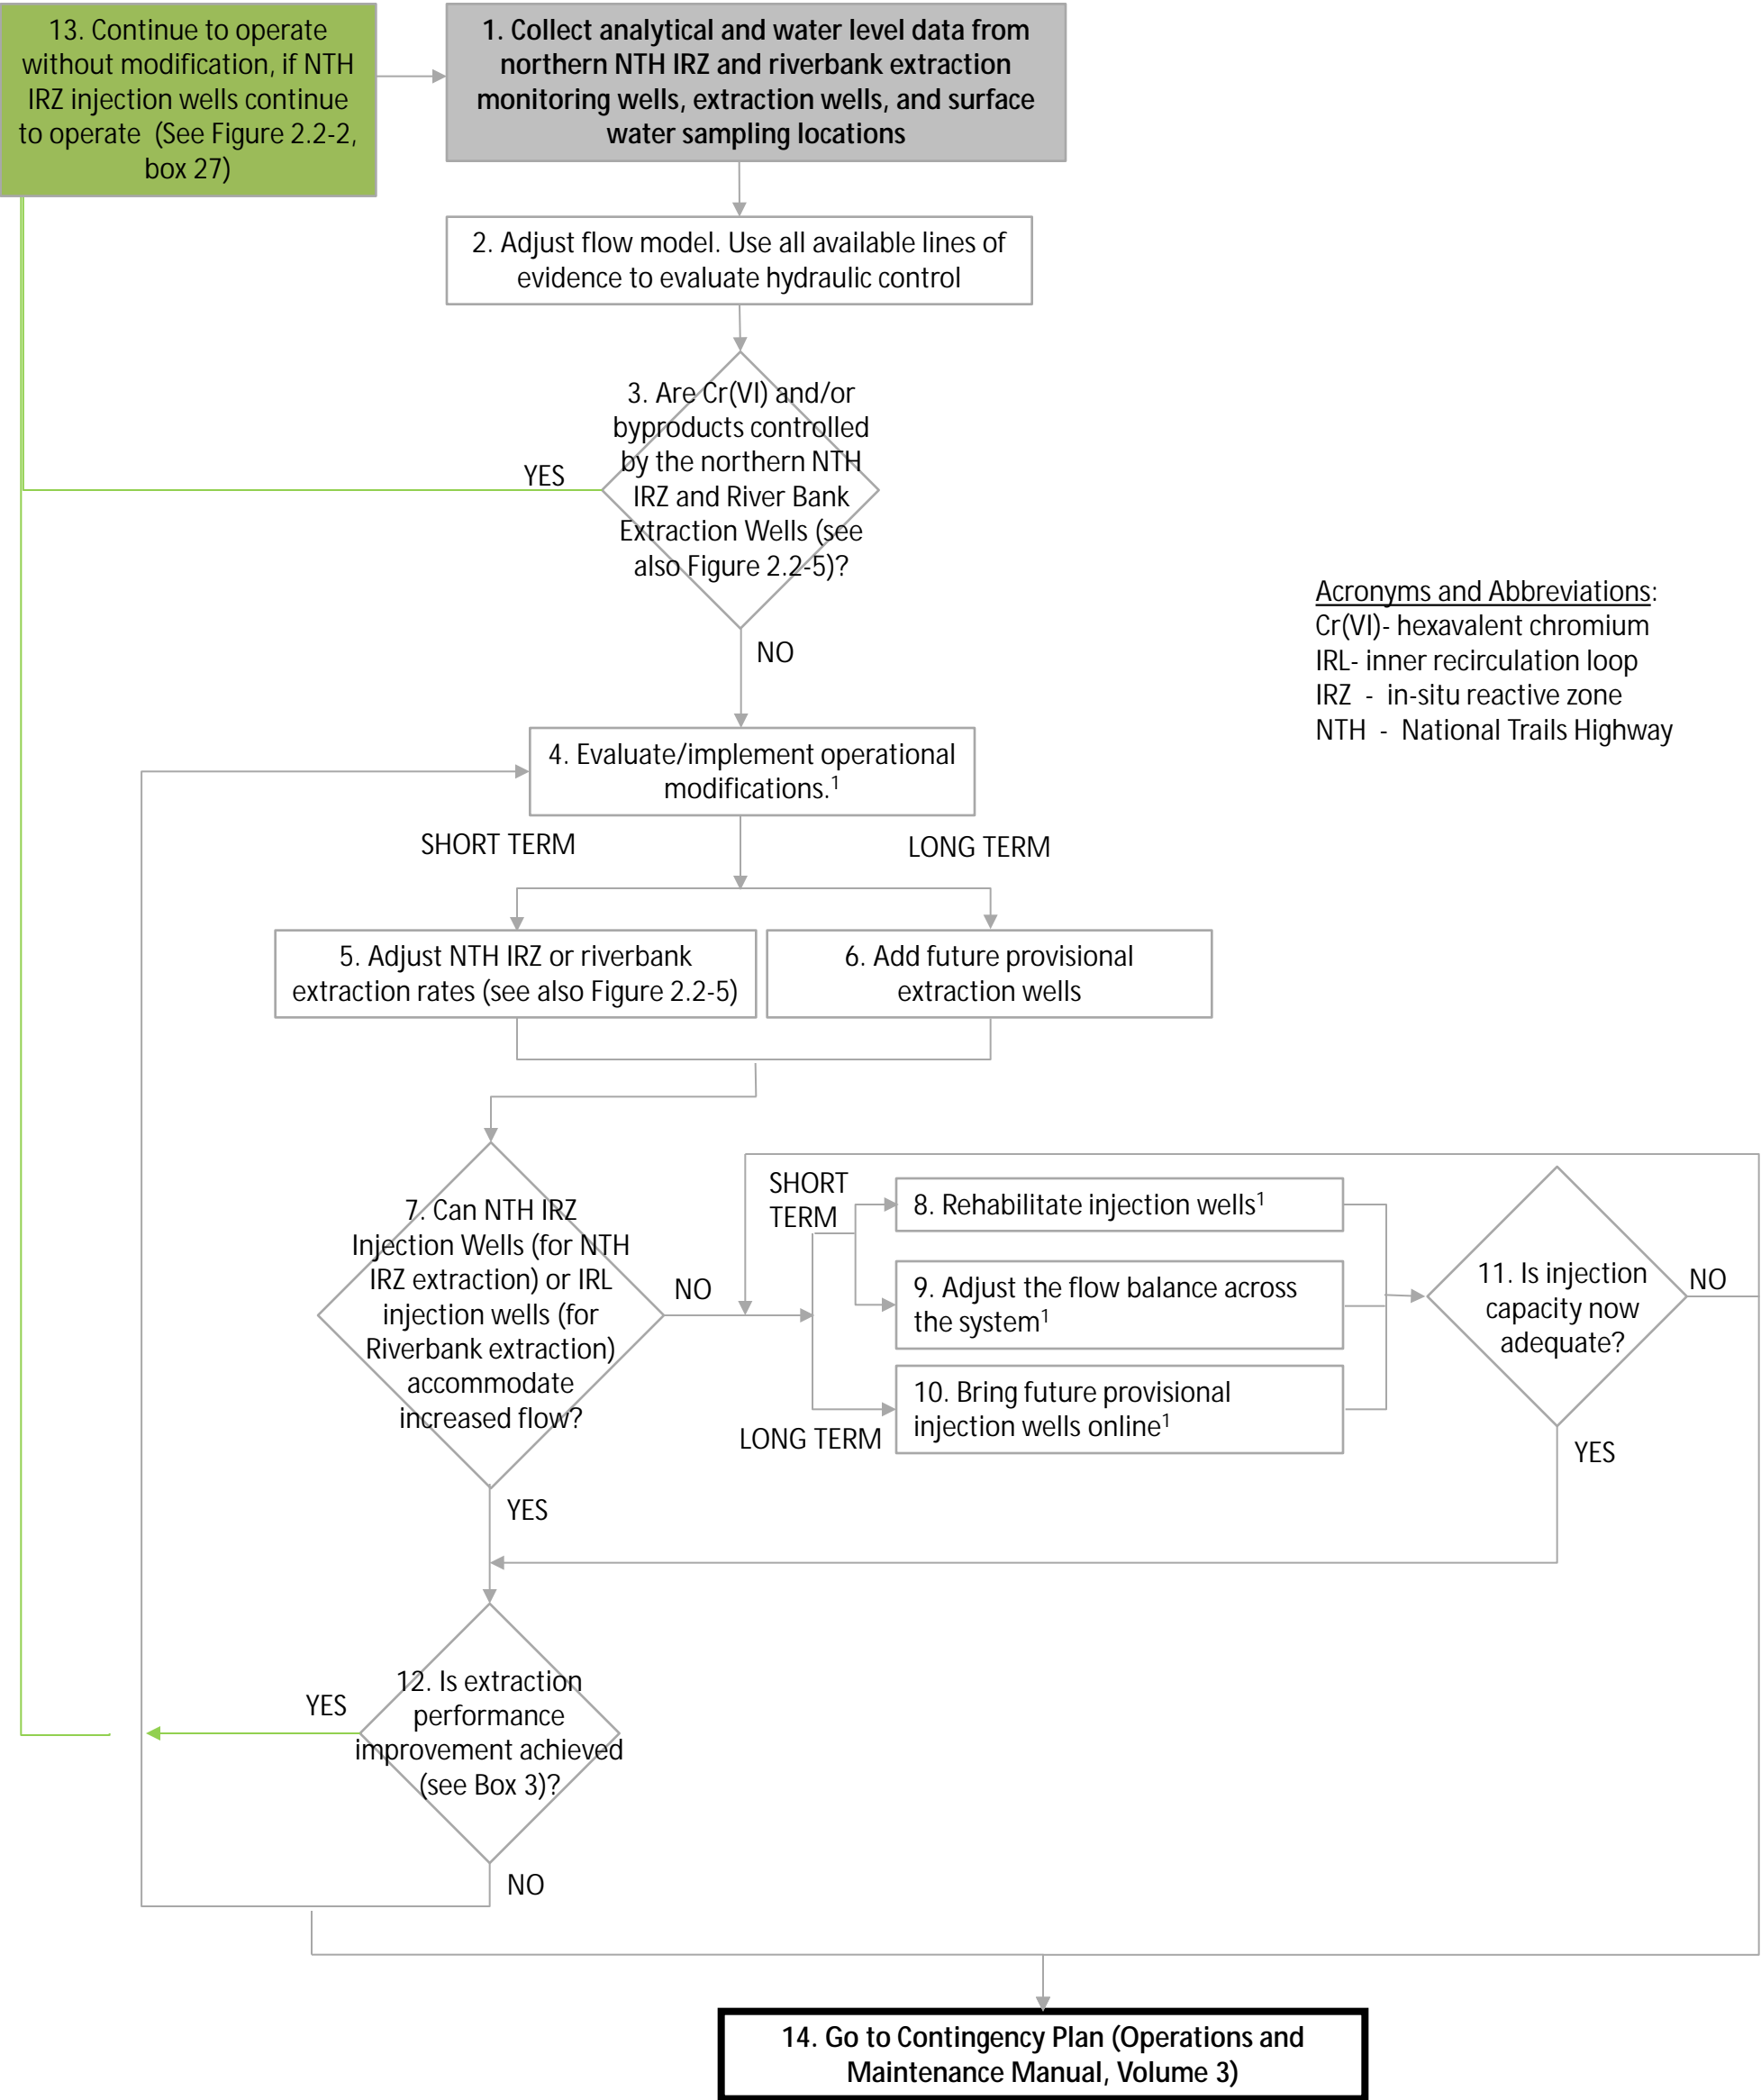 13. Continue to operate
without modification, if NTH
IRZ injection wells continue
to operate (See Figure 2.2-2,
box 27)
1. Collect analytical and water level data from
northern NTH IRZ and riverbank extraction
monitoring wells, extraction wells, and surface
water sampling locations
2. Adjust flow model. Use all available lines of
evidence to evaluate hydraulic control
3. Are Cr(VI) and/or
byproducts controlled
by the northern NTH
IRZ and River Bank
Extraction Wells (see
also Figure 2.2-5)?
YES
NO
Acronyms and Abbreviations:
Cr(VI)- hexavalent chromium
IRL- inner recirculation loop
IRZ - in-situ reactive zone
NTH - National Trails Highway
4. Evaluate/implement operational
modifications.1
SHORT TERM
LONG TERM
5. Adjust NTH IRZ or riverbank
extraction rates (see also Figure 2.2-5)
6. Add future provisional
extraction wells
7. Can NTH IRZ
Injection Wells (for NTH
IRZ extraction) or IRL
injection wells (for
Riverbank extraction)
accommodate
increased flow?
NO
YES
SHORT
TERM
LONG TERM
8. Rehabilitate injection wells1
9. Adjust the flow balance across
the system1
10. Bring future provisional
injection wells online1
11. Is injection
capacity now
adequate?
NO
YES
12. Is extraction
performance
improvement achieved
(see Box 3)?
YES
NO
14. Go to Contingency Plan (Operations and
Maintenance Manual, Volume 3)